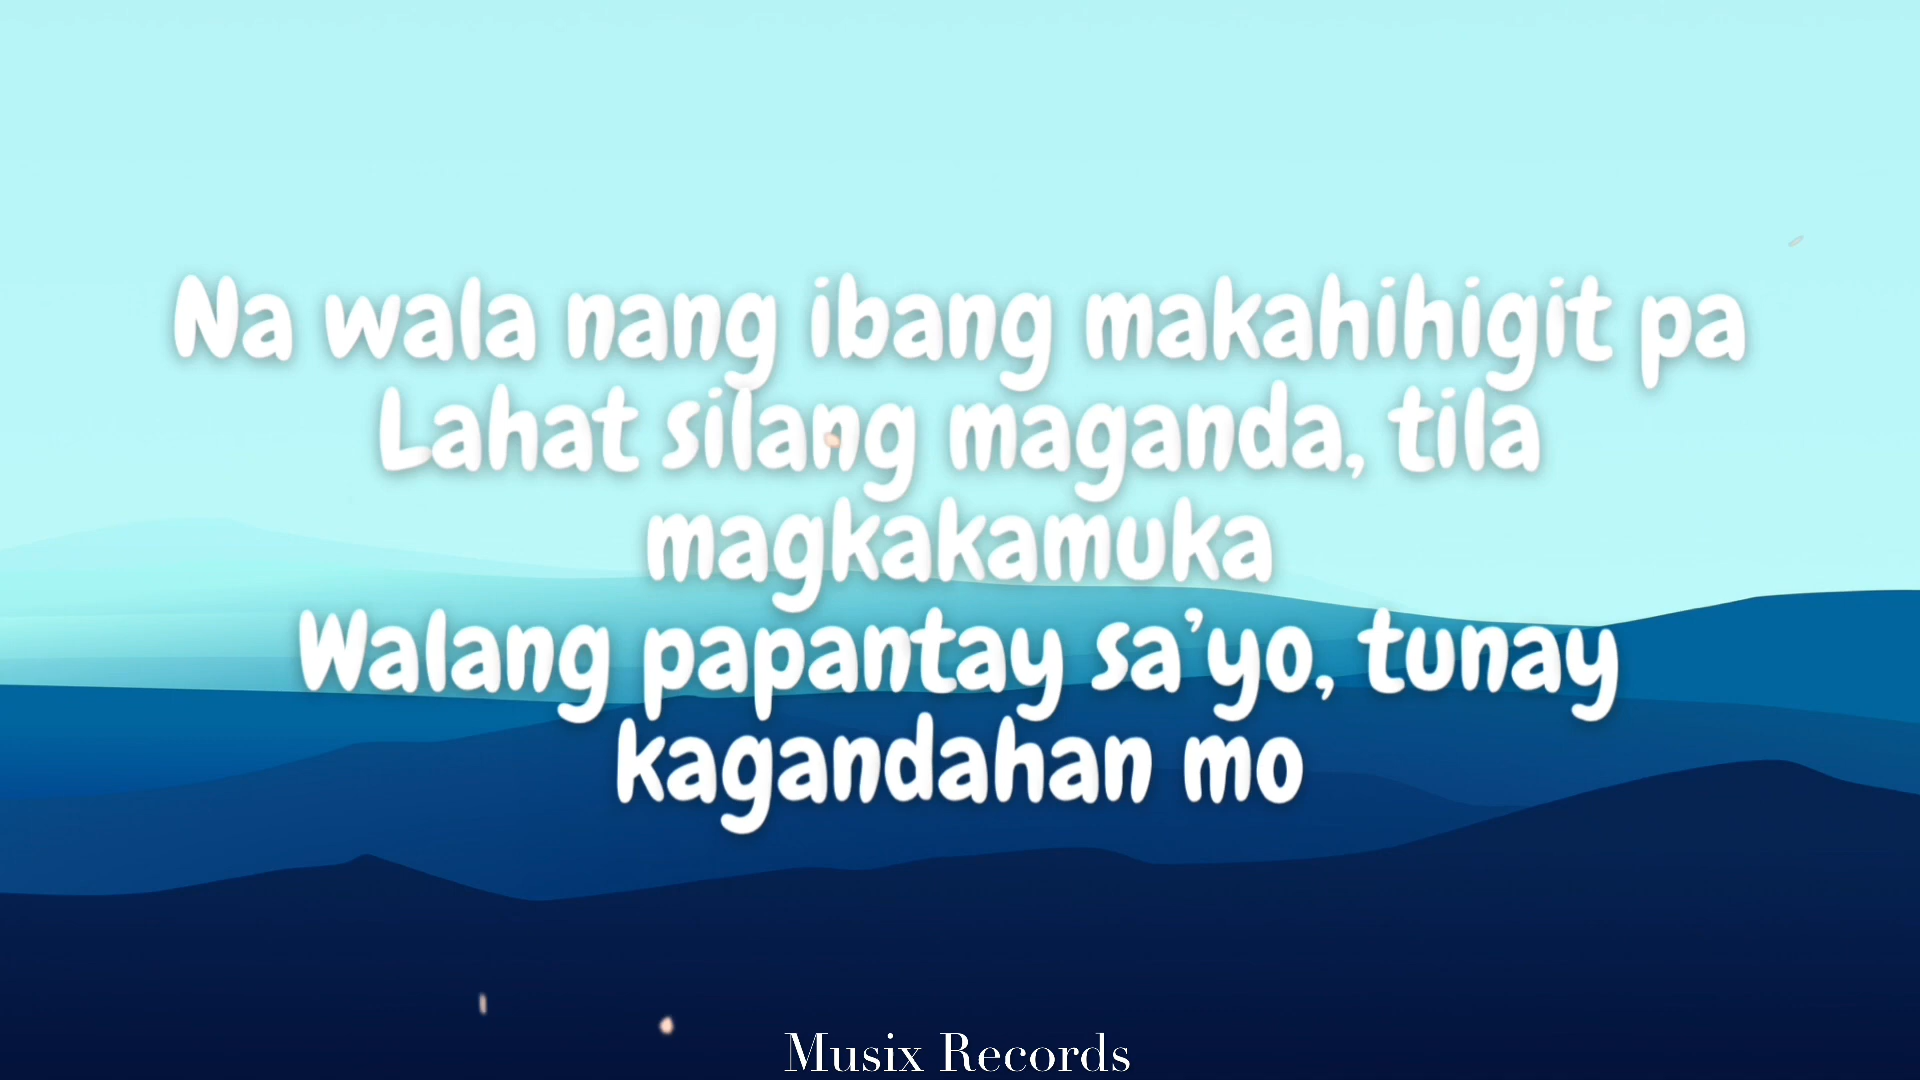 Na wala nang ibang makahihigit pa
Lahat silang maganda, tila
magkakamuka
Walang papantay sa’yo, tunay
kagandahan mo
Musix Records